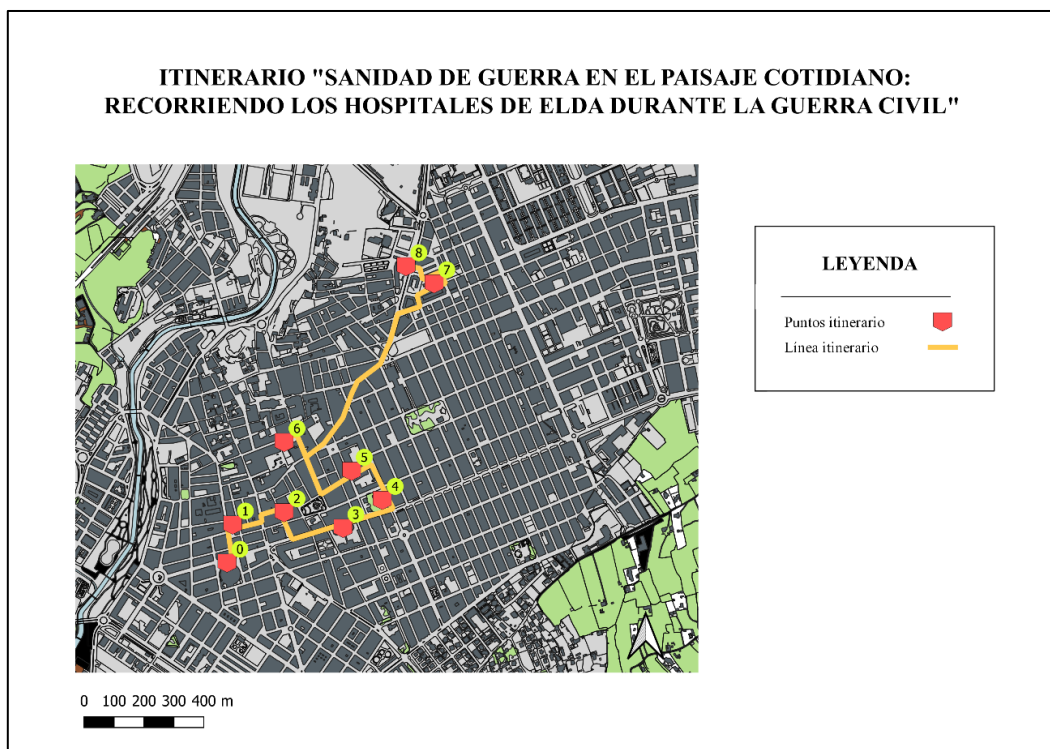 ITINERARIO "SANIDAD DE GUERRA EN EL PAISAJE COTIDIANO:
RECORRIENDO LOS HOSPITALES DE ELDA DURANTE LA GUERRA CIVIL"
8
7
6
5
4
2
1
3
0
LEYENDA
Puntos itinerario
Línea itinerario
0 100 200 300 400 m